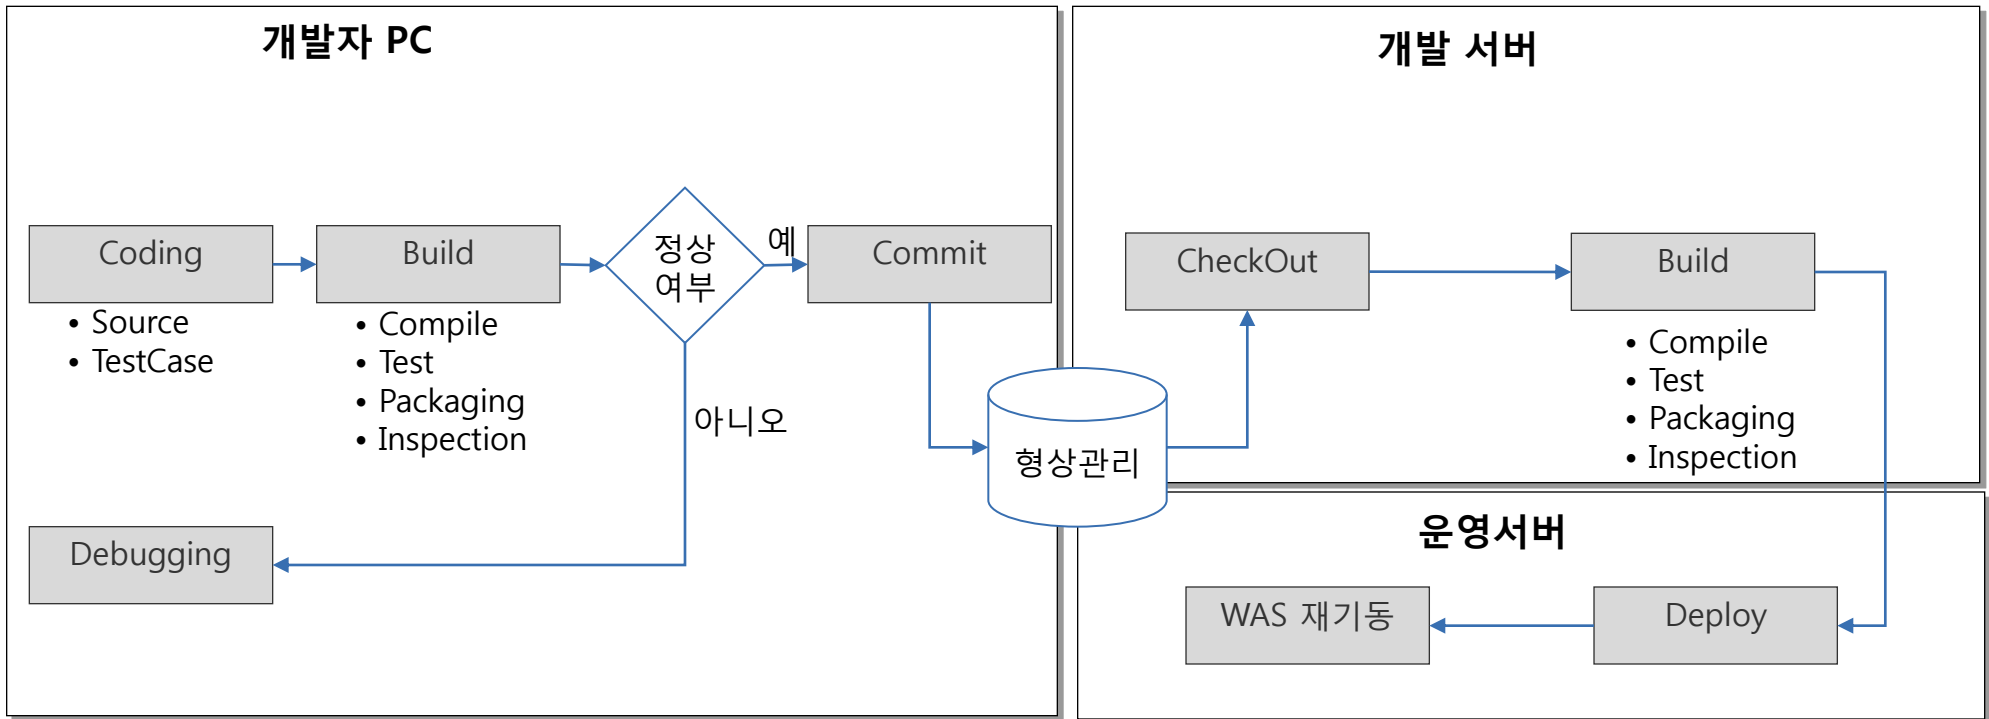 개발자 PC
Coding
• Source
• TestCase
Build
• Compile
• Test
• Packaging
• Inspection
정상
여부
예
아니오
Commit
Debugging
형상관리
개발 서버
CheckOut
Build
• Compile
• Test
• Packaging
• Inspection
운영서버
WAS 재기동
Deploy